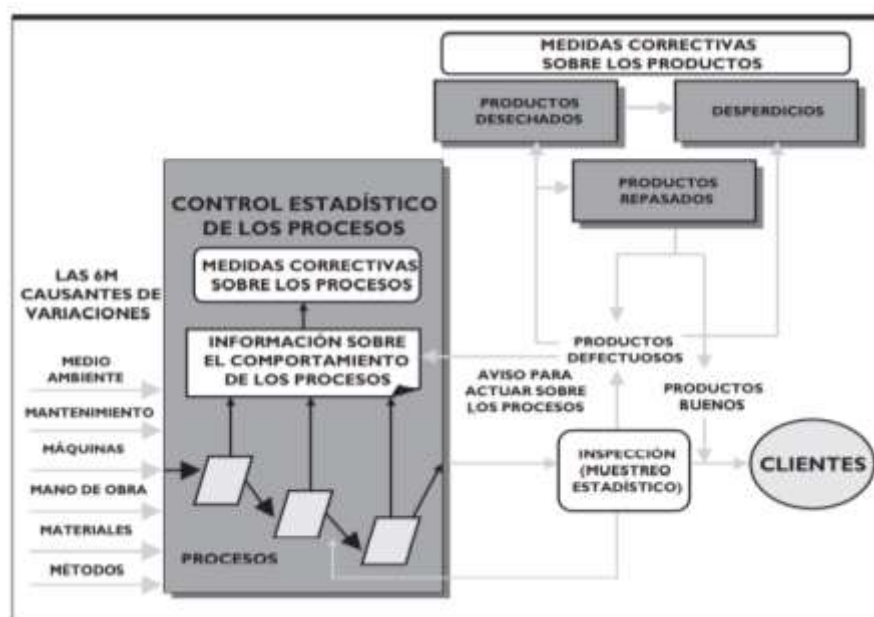 MEDIDAS CORRECTIVAS
SOBRE LOS PRODUCTOS
PRODUCTOS
DESECHADOS
DESPERDICIOS
PRODUCTOS
REPASADOS
CONTROL ESTADÍSTICO
DE LOS PROCESOS
MEDIDAS CORRECTIVAS
SOBRE LOS PROCESOS
LAS 6M
CAUSANTES DE
VARIACIONES
INFORMACIÓN SOBRE
EL COMPORTAMIENTO
DE LOS PROCESOS
MEDIO
AMBIENTE
MANTENIMIENTO
MÁQUINAS
MANO DE OBRA
MATERIALES
METODOS
PROCESOS
PRODUCTOS
DEFECTUOSOS
AVISO PARA
ACTUAR SOBRE
LOS PROCESOS
PRODUCTOS
BUENOS
INSPECCIÓN
(MUESTREO
ESTADÍSTICO)
CLIENTES